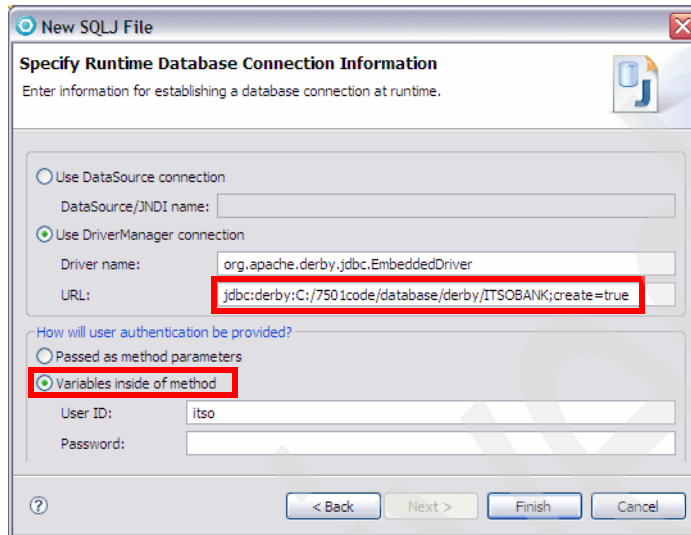 New SQLJ File
Specify Runtime Database Connection Information
Enter information for establishing a database connection at runtime.
Use DataSource connection
DataSource/JNDI name:
Use DriverManager connection
Driver name: org.apache.derby.jdbc.EmbeddedDriver
URL: jdbc:derby:C:/7501code/database/derby/ITSOBANK;create=true
How will user authentication be provided?
Passed as method parameters
Variables inside of method
User ID: itso
Password:
? < Back Next > Finish Cancel